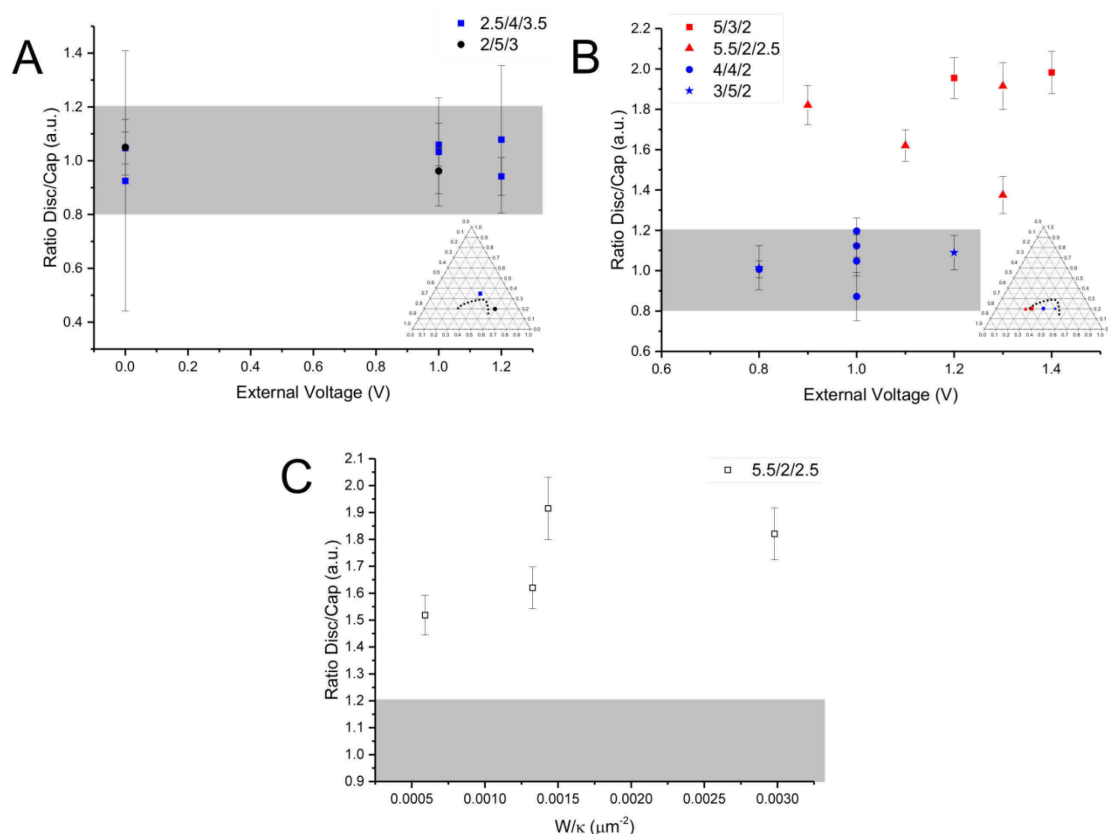 A
2.5/4/3.5
2/5/3
Ratio Disc/Cap (a.u.)
1.4
1.2
1.0
0.8
0.6
0.4
0.0 0.2 0.4 0.6 0.8 1.0 1.2
External Voltage (V)
B
5/3/2
5.5/2/2.5
4/4/2
3/5/2
Ratio Disc/Cap (a.u.)
2.2
2.0
1.8
1.6
1.4
1.2
1.0
0.8
0.6
0.6 0.8 1.0 1.2 1.4
External Voltage (V)
C
5.5/2/2.5
Ratio Disc/Cap (a.u.)
2.1
2.0
1.9
1.8
1.7
1.6
1.5
1.4
1.3
1.2
1.1
1.0
0.9
0.0005 0.0010 0.0015 0.0020 0.0025 0.0030
W/κ (μm⁻²)